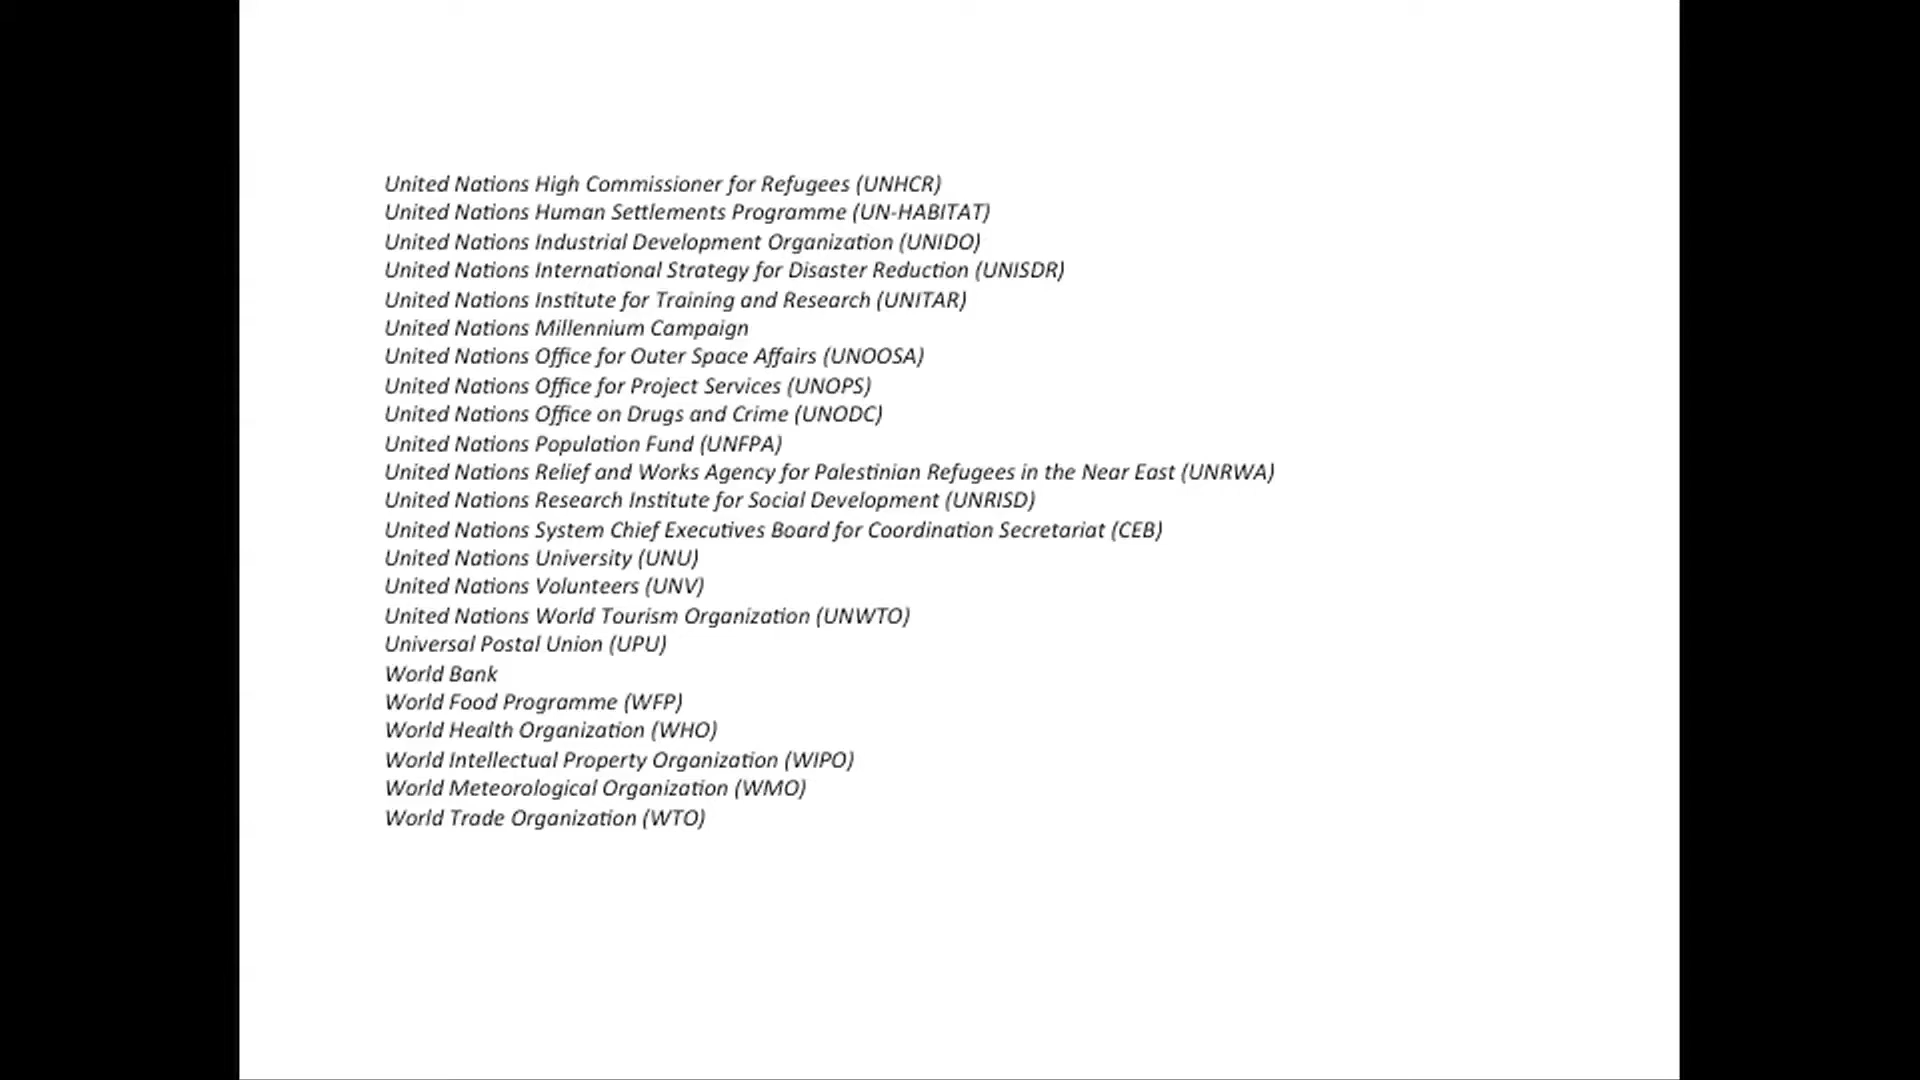 United Nations High Commissioner for Refugees (UNHCR)
United Nations Human Settlements Programme (UN-HABITAT)
United Nations Industrial Development Organization (UNIDO)
United Nations International Strategy for Disaster Reduction (UNISDR)
United Nations Institute for Training and Research (UNITAR)
United Nations Millennium Campaign
United Nations Office for Outer Space Affairs (UNOOSA)
United Nations Office for Project Services (UNOPS)
United Nations Office on Drugs and Crime (UNODC)
United Nations Population Fund (UNFPA)
United Nations Relief and Works Agency for Palestinian Refugees in the Near East (UNRWA)
United Nations Research Institute for Social Development (UNRISD)
United Nations System Chief Executives Board for Coordination Secretariat (CEB)
United Nations University (UNU)
United Nations Volunteers (UNV)
United Nations World Tourism Organization (UNWTO)
Universal Postal Union (UPU)
World Bank
World Food Programme (WFP)
World Health Organization (WHO)
World Intellectual Property Organization (WIPO)
World Meteorological Organization (WMO)
World Trade Organization (WTO)